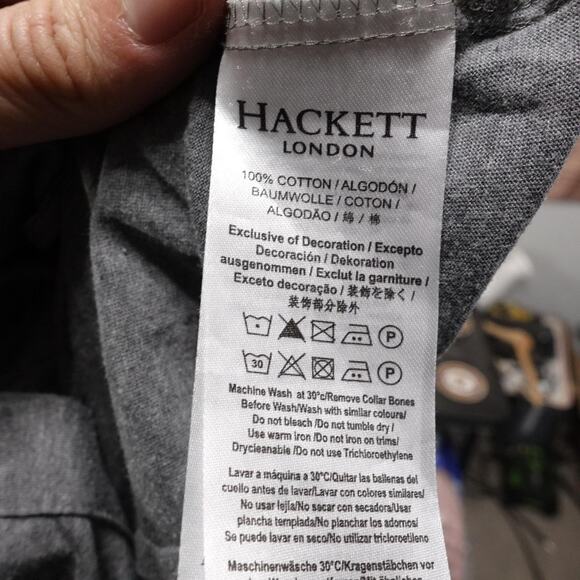 HACKETT
LONDON
100% COTTON / ALGODÓN /
BAUMWOLLE / COTON /
ALGODÃO / 綿 / 棉
Exclusive of Decoration / Excepto
Decoración / Dekoration
ausgenommen / Exclut la garniture /
Exceto decoração / 装飾を除く /
装飾部分除外
P
30 P
Machine Wash at 30°c/Remove Collar Bones
Before Wash/Wash with similar colours/
Do not bleach /Do not tumble dry /
Use warm iron /Do not iron on trims/
Drycleanable /Do not use Trichloroethylene
Lavar a máquina a 30°C/Quitar las ballenas del
cuello antes de lavar/Lavar con colores similares/
No usar lejía/No secar con secadora/Usar
plancha templada/No planchar los adornos/
Se puede lavar en seco/No utilizar tricloroetileno
Maschinenwäsche 30°C/Kragenstäbchen vor